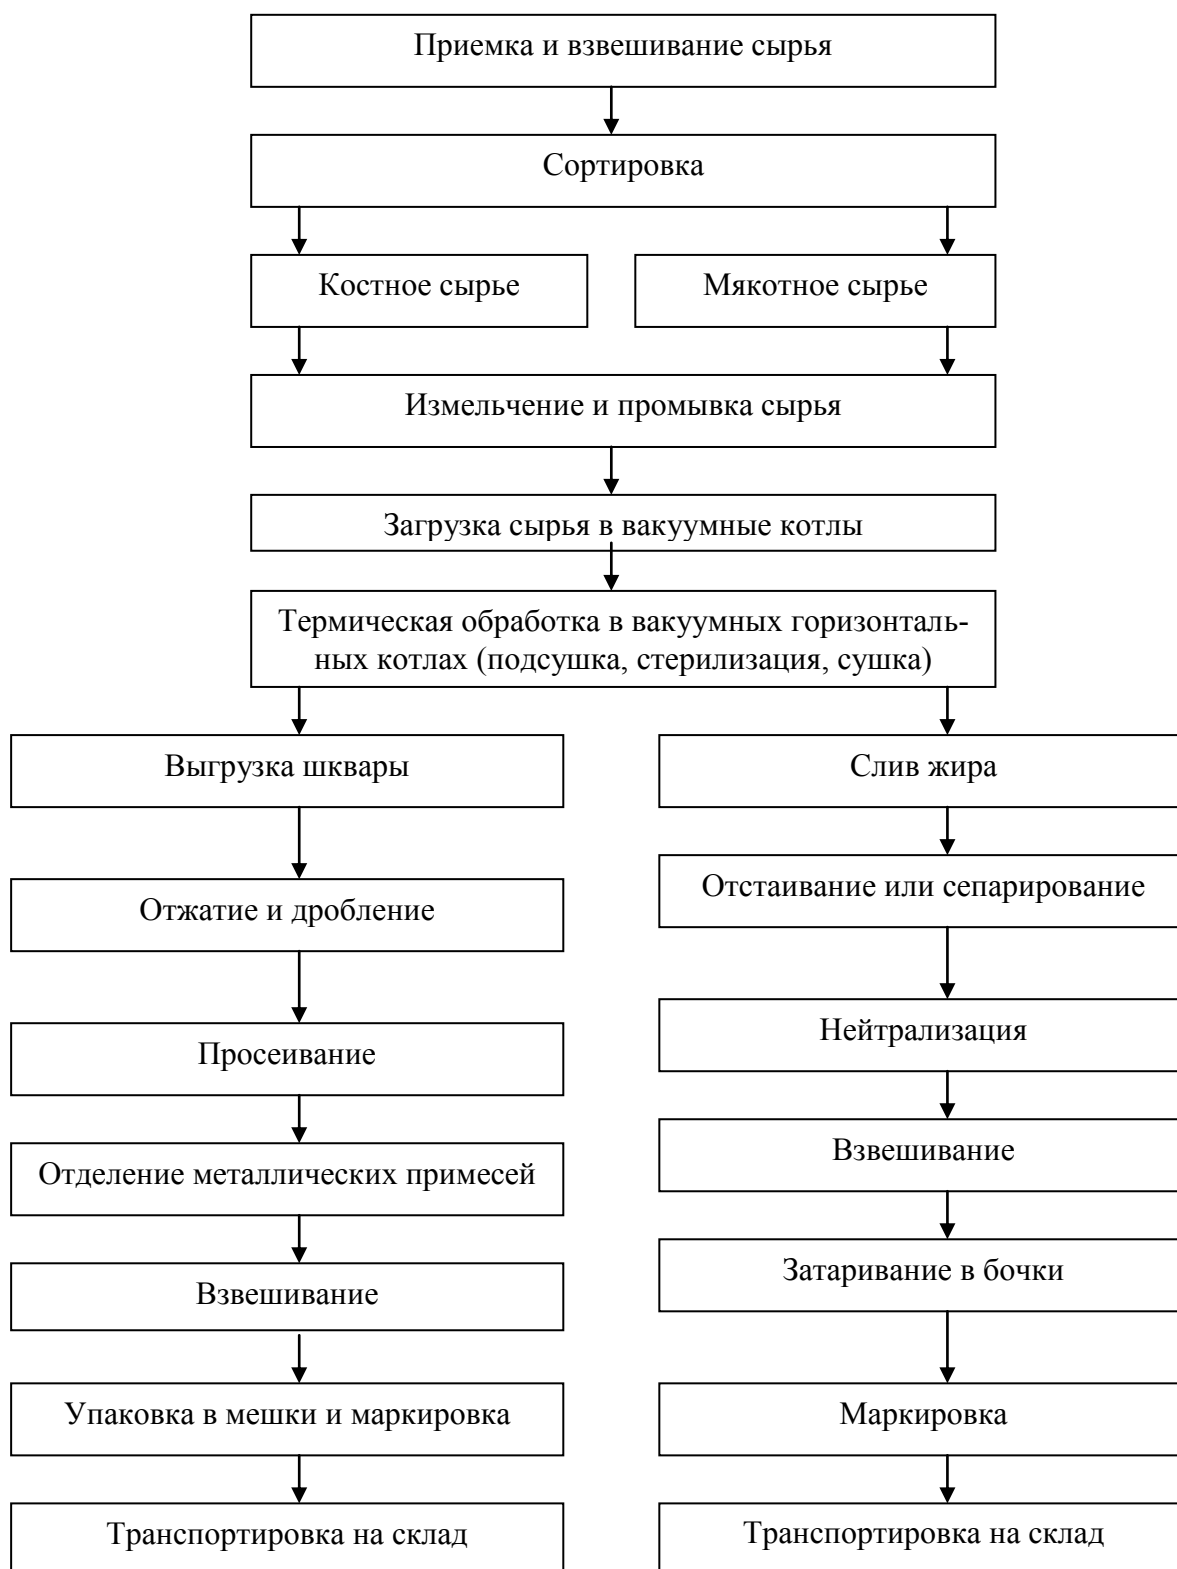 Приемка и взвешивание сырья
Сортировка
Костное сырье
Мякотное сырье
Измельчение и промывка сырья
Загрузка сырья в вакуумные котлы
Термическая обработка в вакуумных горизонталь-
ных котлах (подсушка, стерилизация, сушка)
Выгрузка шквары
Слив жира
Отжатие и дробление
Отстаивание или сепарирование
Просеивание
Нейтрализация
Отделение металлических примесей
Взвешивание
Взвешивание
Затаривание в бочки
Упаковка в мешки и маркировка
Маркировка
Транспортировка на склад
Транспортировка на склад